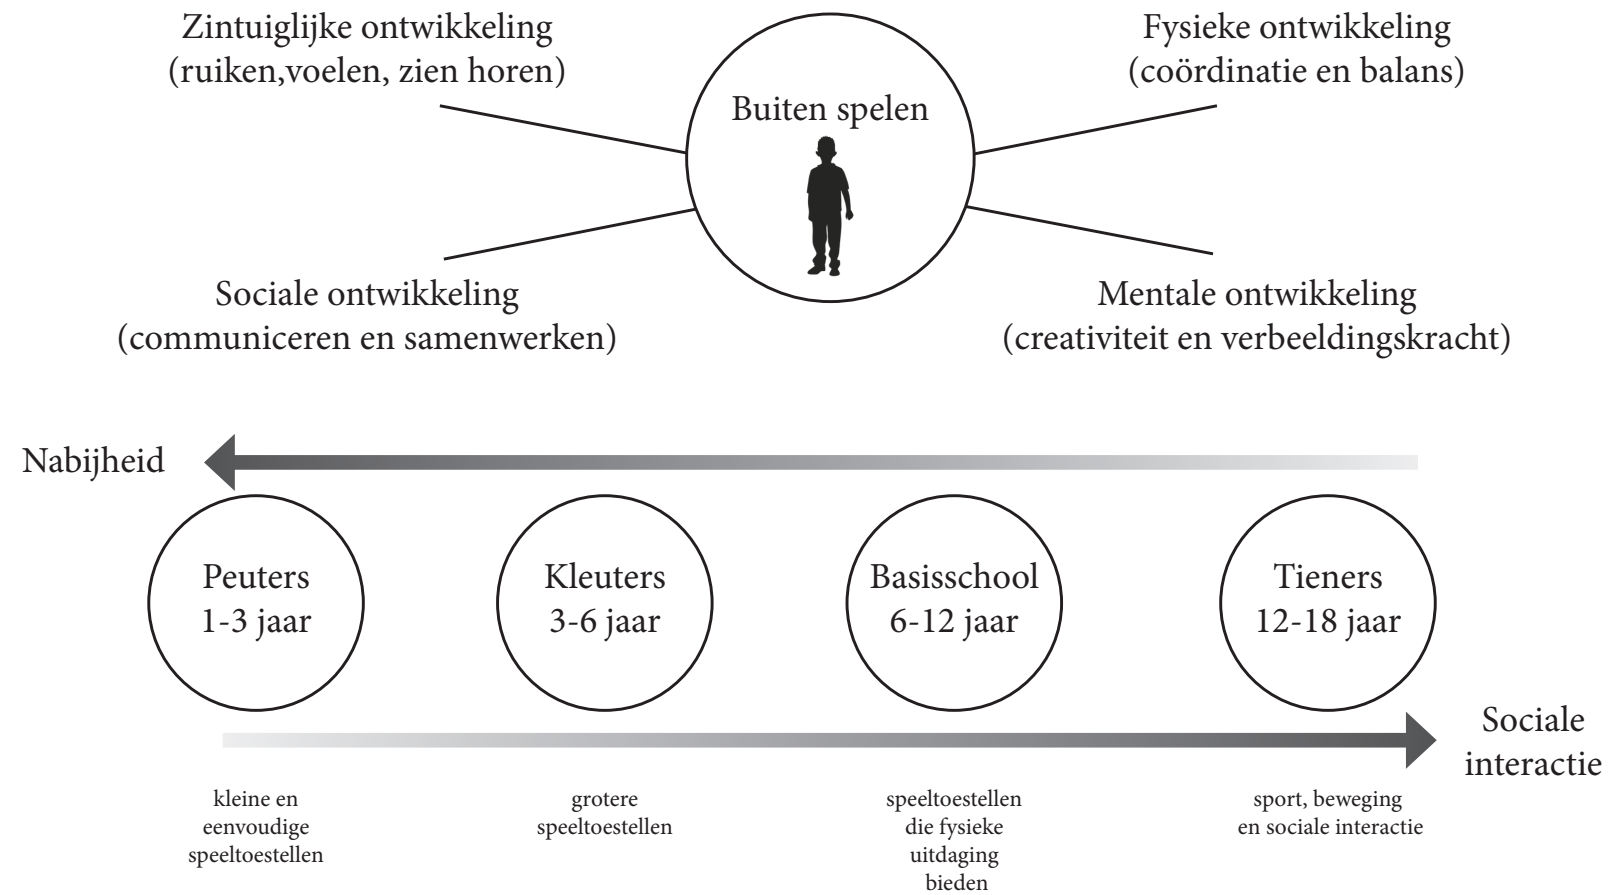 Zintuiglijke ontwikkeling
(ruiken,voelen, zien horen)
Buiten spelen
Fysieke ontwikkeling
(coördinatie en balans)
Sociale ontwikkeling
(communiceren en samenwerken)
Mentale ontwikkeling
(creativiteit en verbeeldingskracht)
Nabijheid
Peuters
1-3 jaar
Kleuters
3-6 jaar
Basisschool
6-12 jaar
Tieners
12-18 jaar
Sociale
interactie
kleine en
eenvoudige
speeltoestellen
grotere
speeltoestellen
speeltoestellen
die fysieke
uitdaging
bieden
sport, beweging
en sociale interactie